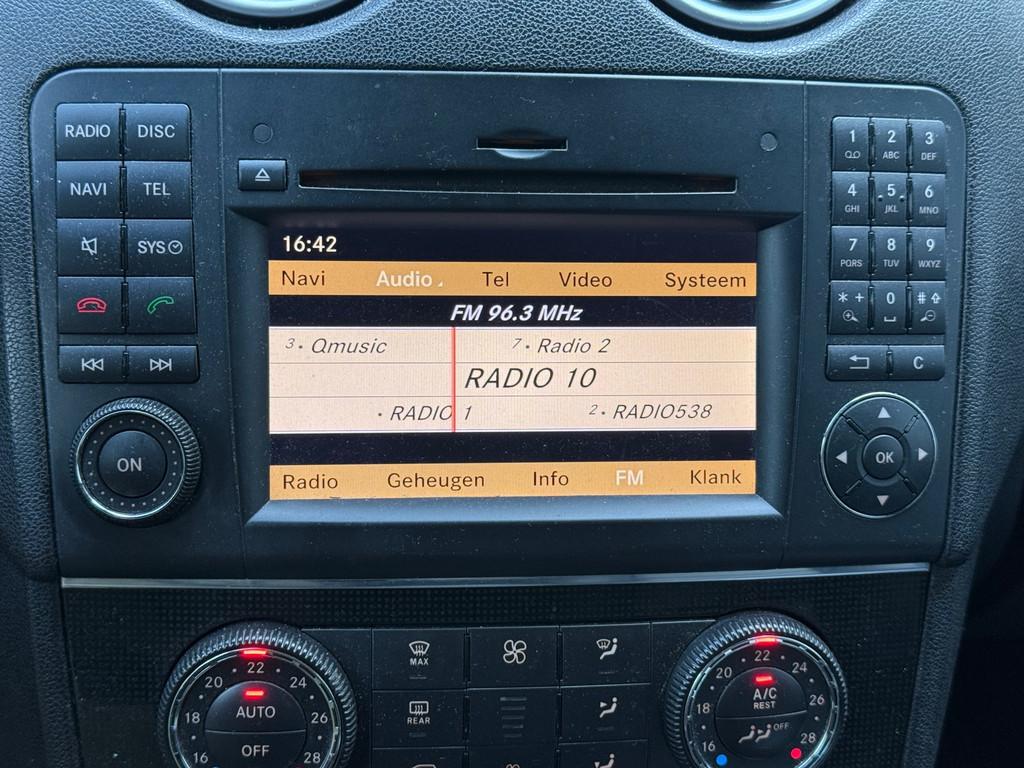 RADIO DISC
NAVI TEL
SYS
ON
16:42
Navi Audio Tel Video Systeem
FM 96.3 MHz
3 • Qmusic 7 • Radio 2
RADIO 10
• RADIO 1 2 • RADIO538
Radio Geheugen Info FM Klank
1 2 3
ABC DEF
4 5 6
GHI JKL MNO
7 8 9
PQRS TUV WXYZ
* + 0 #
C
OK
20 22 24
18 AUTO 26
16 OFF 28
MAX
REAR
20 22 24
18 A/C 26
REST
OFF
16 28